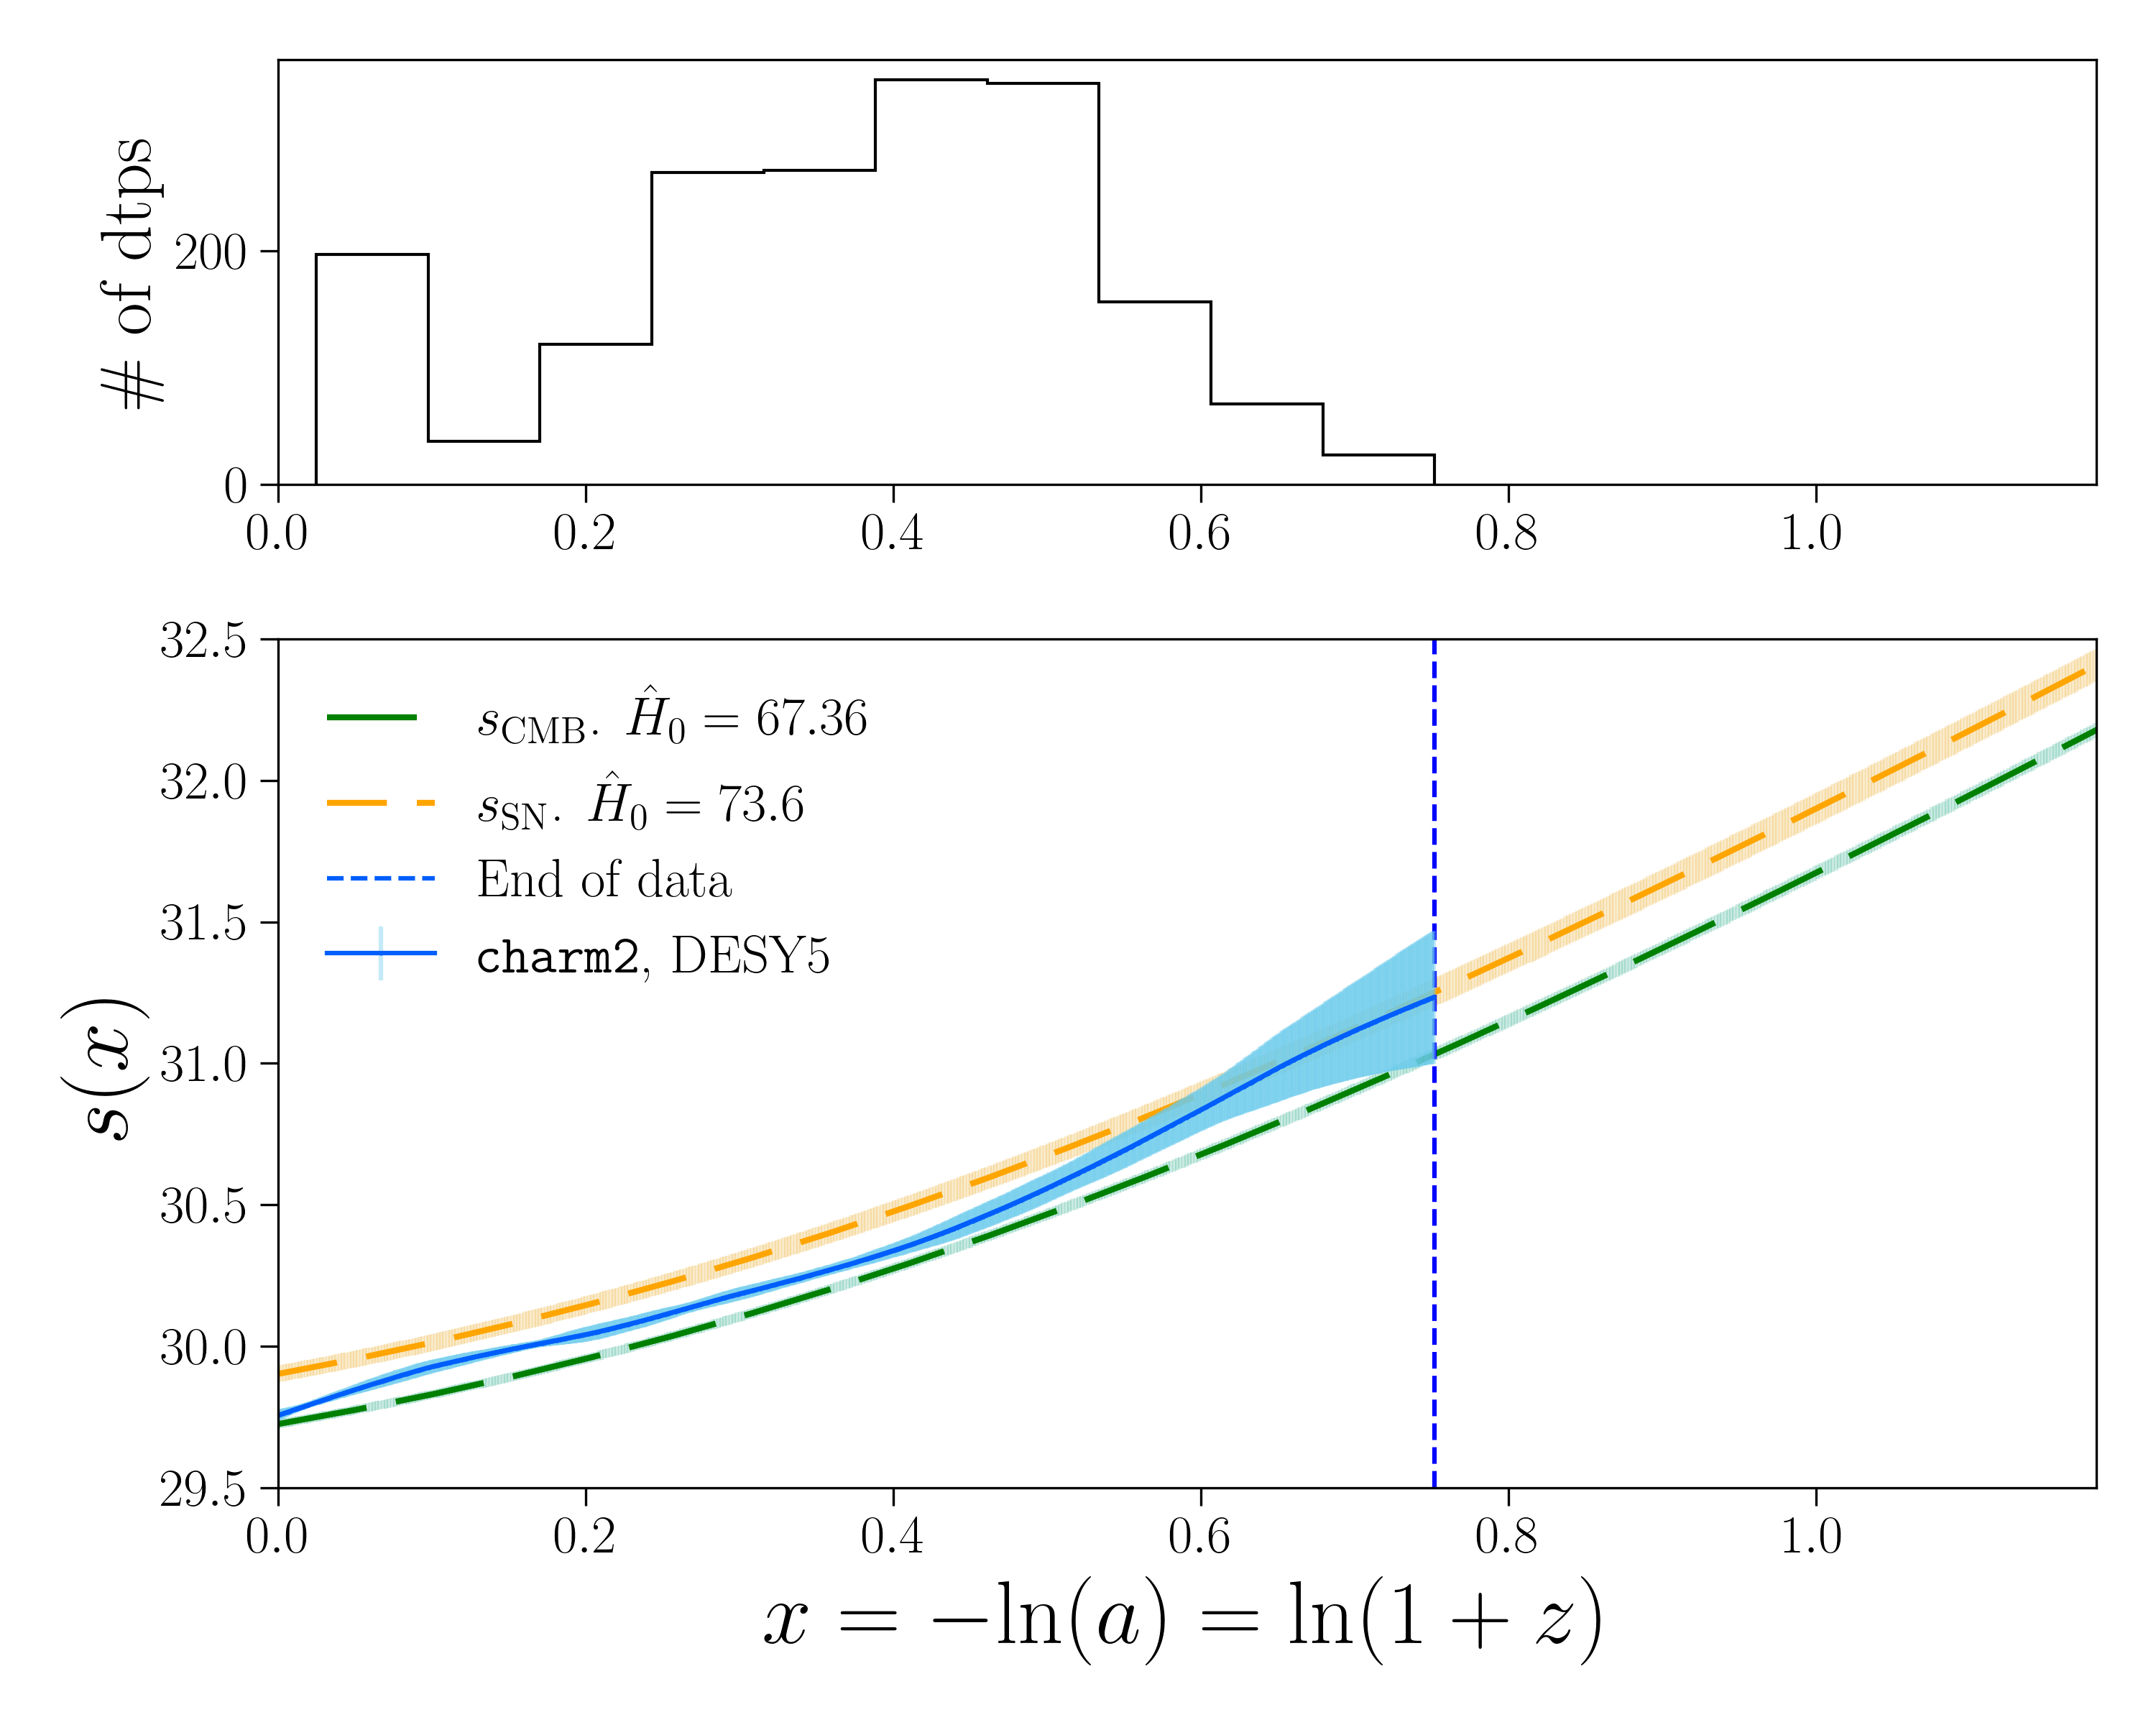 # of dtps
200
0
0.0 0.2 0.4 0.6 0.8 1.0
s(x)
32.5
32.0
31.5
31.0
30.5
30.0
29.5
s_CMB. Ĥ_0 = 67.36
s_SN. Ĥ_0 = 73.6
End of data
charm2, DESY5
0.0 0.2 0.4 0.6 0.8 1.0
x = −ln(a) = ln(1 + z)